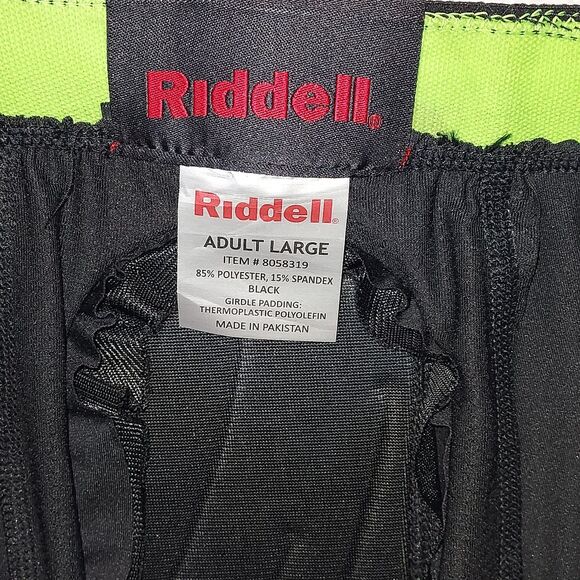 Riddell
Riddell
ADULT LARGE
ITEM # 8058319
85% POLYESTER, 15% SPANDEX
BLACK
GIRDLE PADDING:
THERMOPLASTIC POLYOLEFIN
MADE IN PAKISTAN